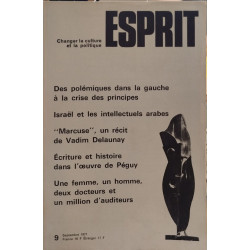 Changer la culture
et la politique
ESPRIT
Des polémiques dans la gauche
à la crise des principes
Israël et les intellectuels arabes
"Marcuse", un récit
de Vadim Delaunay
Écriture et histoire
dans l'œuvre de Péguy
Une femme, un homme,
deux docteurs et
un million d'auditeurs
9
Septembre